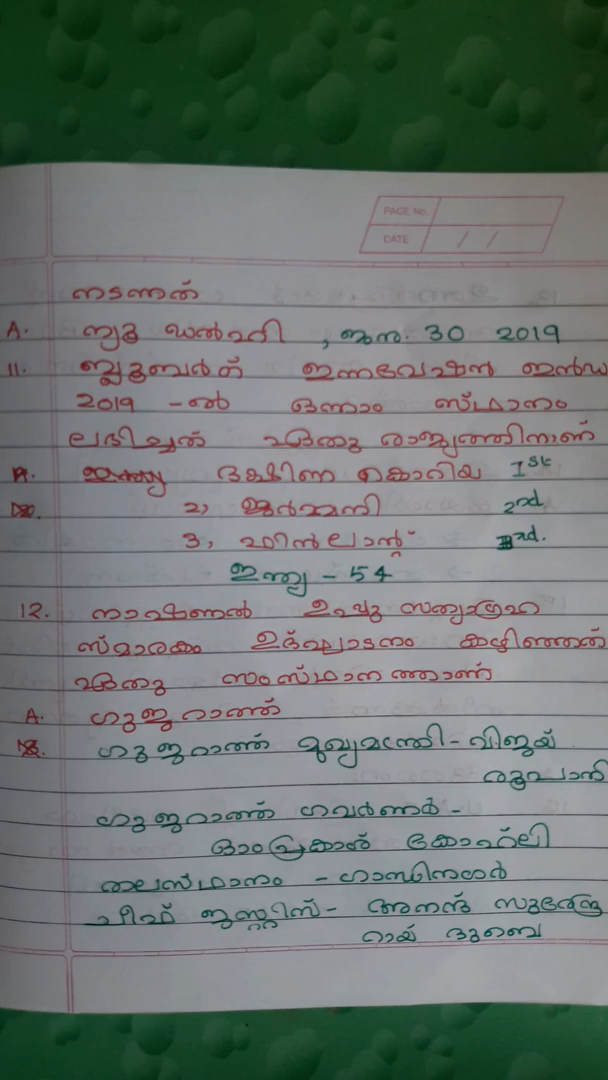 PAGE No.
DATE / /
നടന്നത്
A. ന്യൂ ഡൽഹി , ജനു. 30 2019
11. ബ്ലൂബെർഗ് ഇന്നവേഷൻ ഇൻഡ
2019 -ൽ ഒന്നാം സ്ഥാനം
ലഭിച്ചത് ഏതു രാജ്യത്തിനാണ്
A. ദക്ഷിണ കൊറിയ 1st
2, ജർമ്മനി 2nd
3, ഫിൻലാന്റ് 3rd.
ഇന്ത്യ - 54
12. നാഷണൽ ഉപ്പു സത്യാഗ്രഹ
സ്മാരകം ഉദ്ഘാടനം കഴിഞ്ഞത്
ഏതു സംസ്ഥാനത്താണ്
A. ഗുജറാത്ത്
ഗുജറാത്ത് മുഖ്യമന്ത്രി - വിജയ്
രൂപാനി
ഗുജറാത്ത് ഗവർണർ -
ഓംപ്രകാശ് കോഹ്ലി
തലസ്ഥാനം - ഗാന്ധിനഗർ
ചീഫ് ജസ്റ്റിസ് - അനന്ത് സുരേന്ദ്ര
റായ് ദുബെ